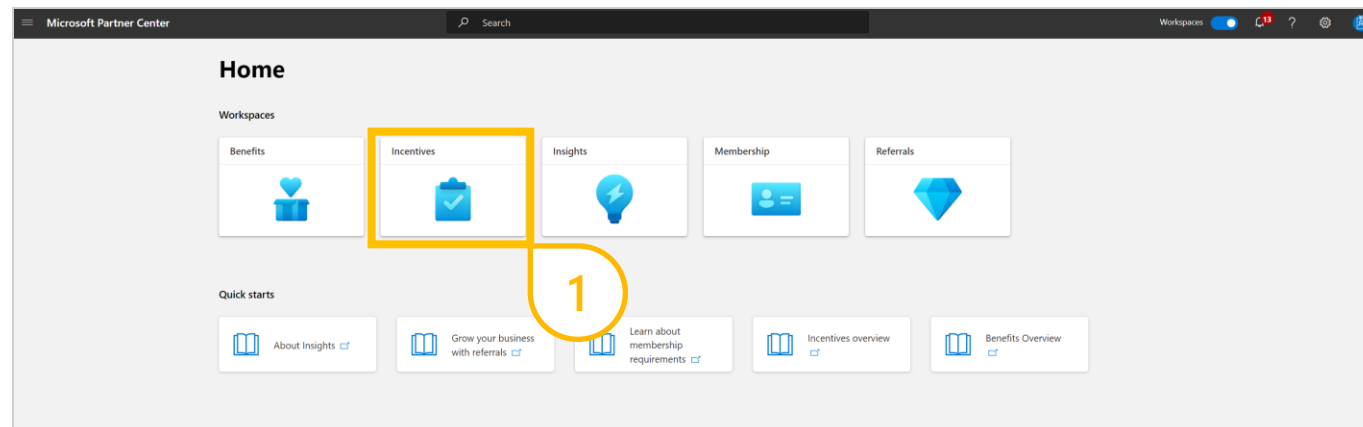 Microsoft Partner Center
Search
Workspaces
13
?
Home
Workspaces
Benefits
Incentives
Insights
Membership
Referrals
1
Quick starts
About Insights
Grow your business
with referrals
Learn about
membership
requirements
Incentives overview
Benefits Overview